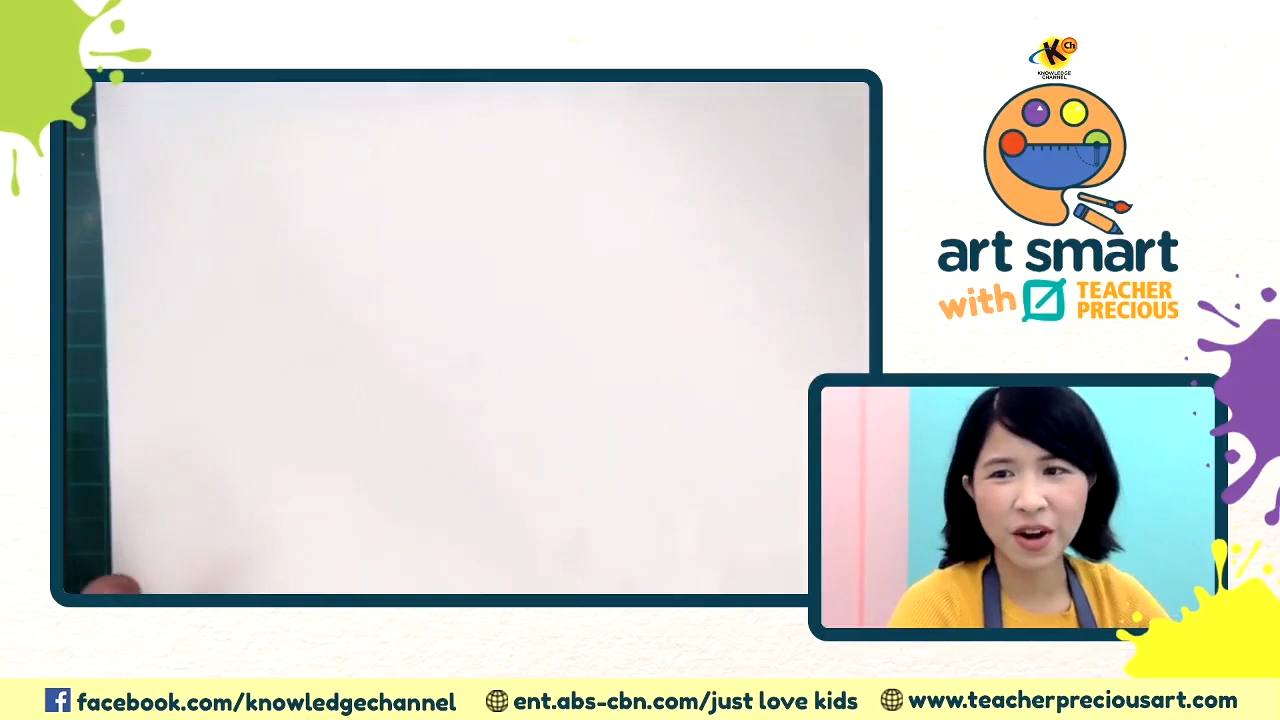 K Ch
KNOWLEDGE
CHANNEL
art smart
with TEACHER
PRECIOUS
facebook.com/knowledgechannel
ent.abs-cbn.com/just love kids
www.teacherpreciousart.com